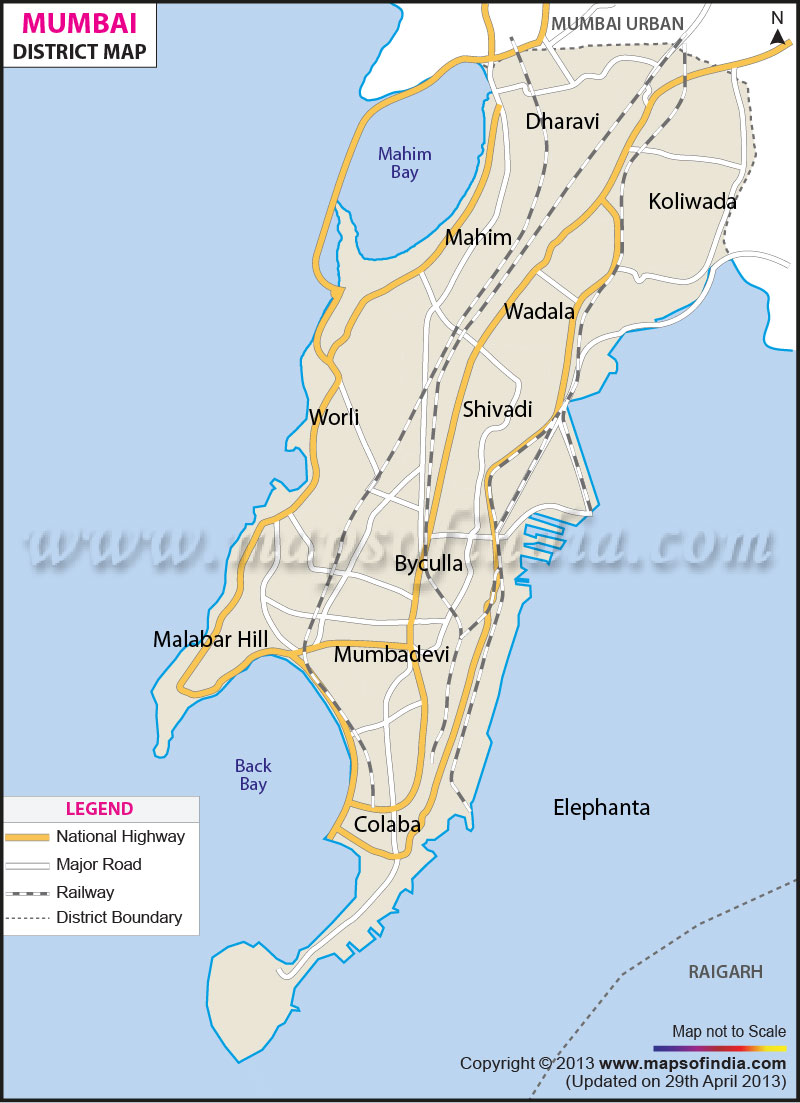 MUMBAI
DISTRICT MAP
MUMBAI URBAN
N
Dharavi
Mahim
Bay
Koliwada
Mahim
Wadala
Shivadi
Worli
www.mapsofindia.com
Byculla
Malabar Hill
Mumbadevi
Back
Bay
Elephanta
Colaba
LEGEND
National Highway
Major Road
Railway
District Boundary
RAIGARH
Map not to Scale
Copyright © 2013 www.mapsofindia.com
(Updated on 29th April 2013)